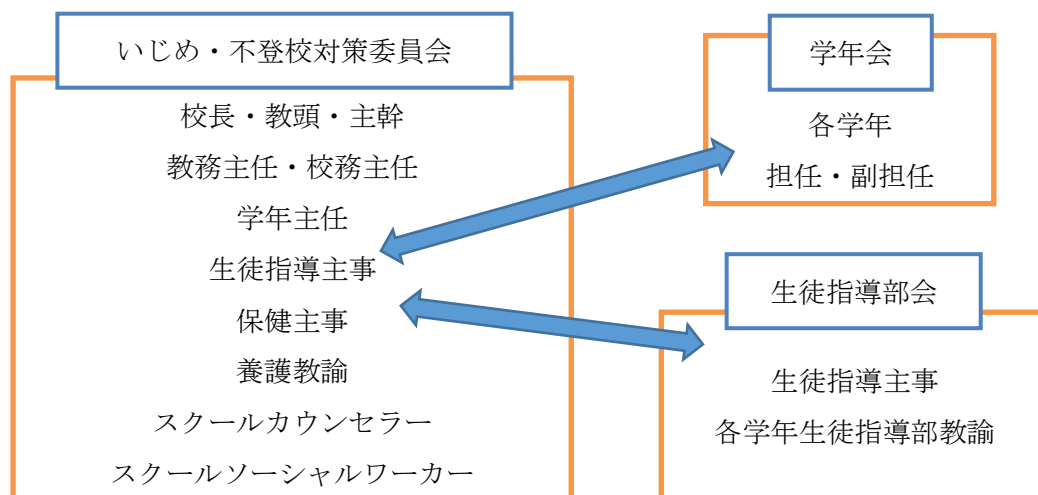 いじめ・不登校対策委員会
校長・教頭・主幹
教務主任・校務主任
学年主任
生徒指導主事
保健主事
養護教諭
スクールカウンセラー
スクールソーシャルワーカー
学年会
各学年
担任・副担任
生徒指導部会
生徒指導主事
各学年生徒指導部教諭